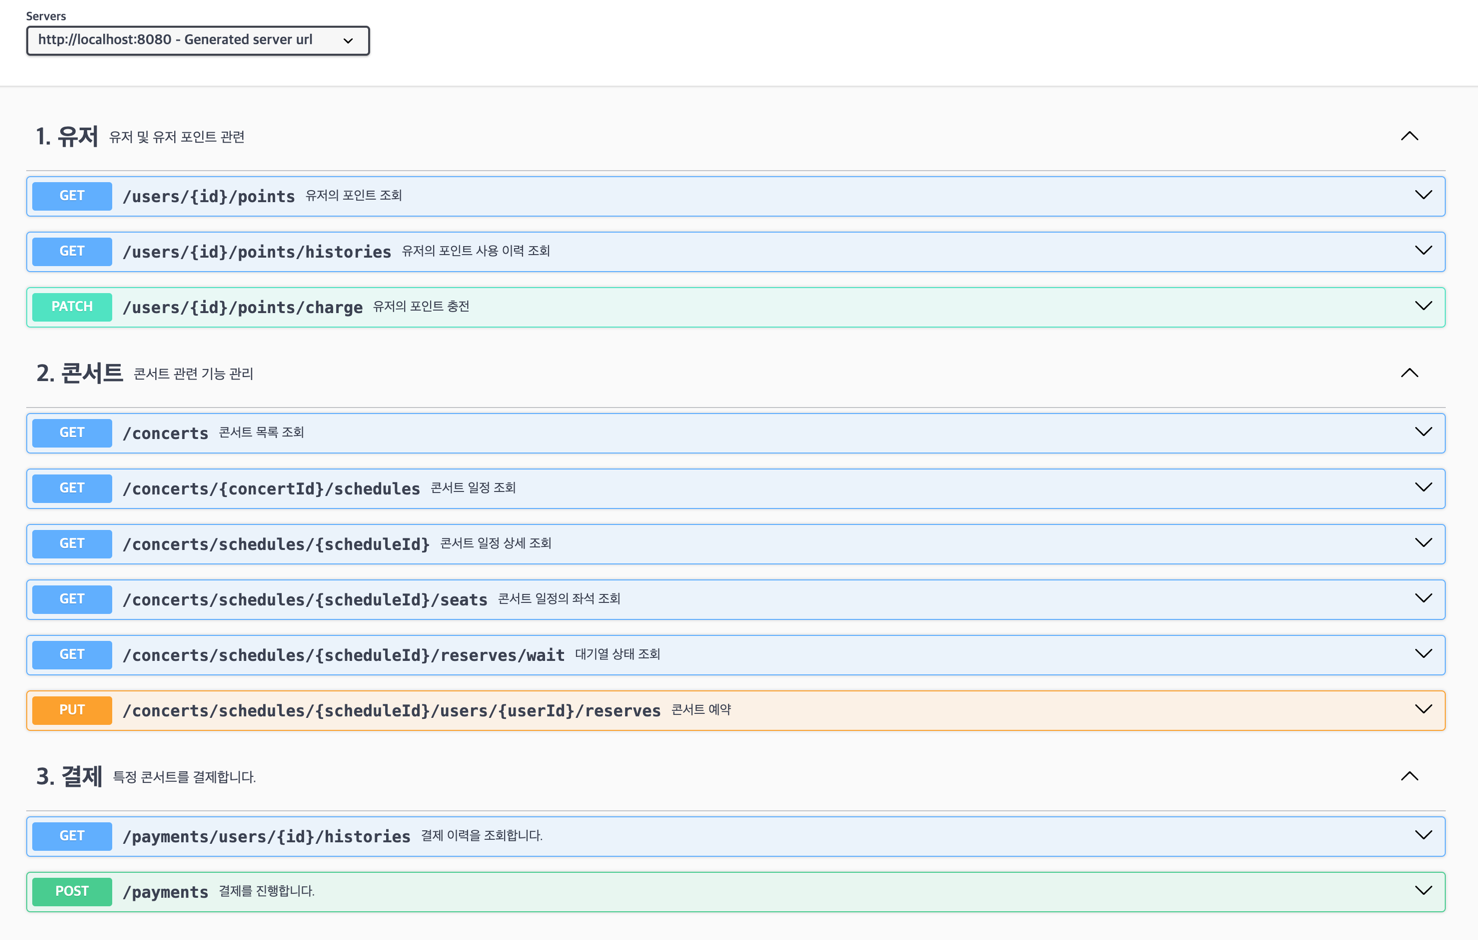 Servers
http://localhost:8080 - Generated server url
1. 유저 유저 및 유저 포인트 관련
GET /users/{id}/points 유저의 포인트 조회
GET /users/{id}/points/histories 유저의 포인트 사용 이력 조회
PATCH /users/{id}/points/charge 유저의 포인트 충전
2. 콘서트 콘서트 관련 기능 관리
GET /concerts 콘서트 목록 조회
GET /concerts/{concertId}/schedules 콘서트 일정 조회
GET /concerts/schedules/{scheduleId} 콘서트 일정 상세 조회
GET /concerts/schedules/{scheduleId}/seats 콘서트 일정의 좌석 조회
GET /concerts/schedules/{scheduleId}/reserves/wait 대기열 상태 조회
PUT /concerts/schedules/{scheduleId}/users/{userId}/reserves 콘서트 예약
3. 결제 특정 콘서트를 결제합니다.
GET /payments/users/{id}/histories 결제 이력을 조회합니다.
POST /payments 결제를 진행합니다.